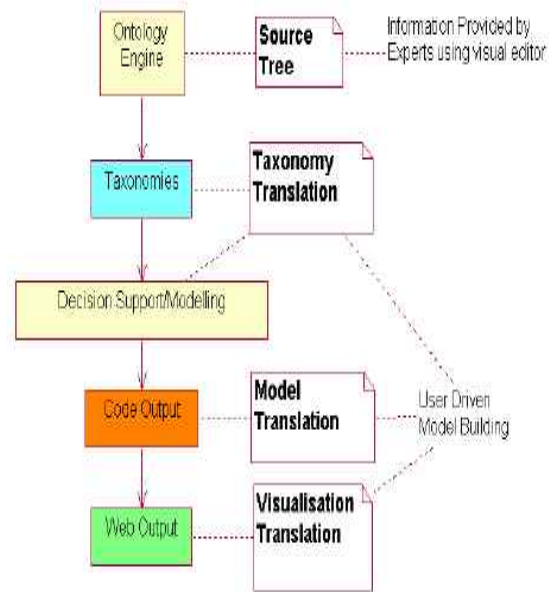 Ontology
Engine
Source
Tree
Information Provided by
Experts using visual editor
Taxonomies
Taxonomy
Translation
Decision Support/Modelling
Code Output
Model
Translation
User Driven
Model Building
Web Output
Visualisation
Translation